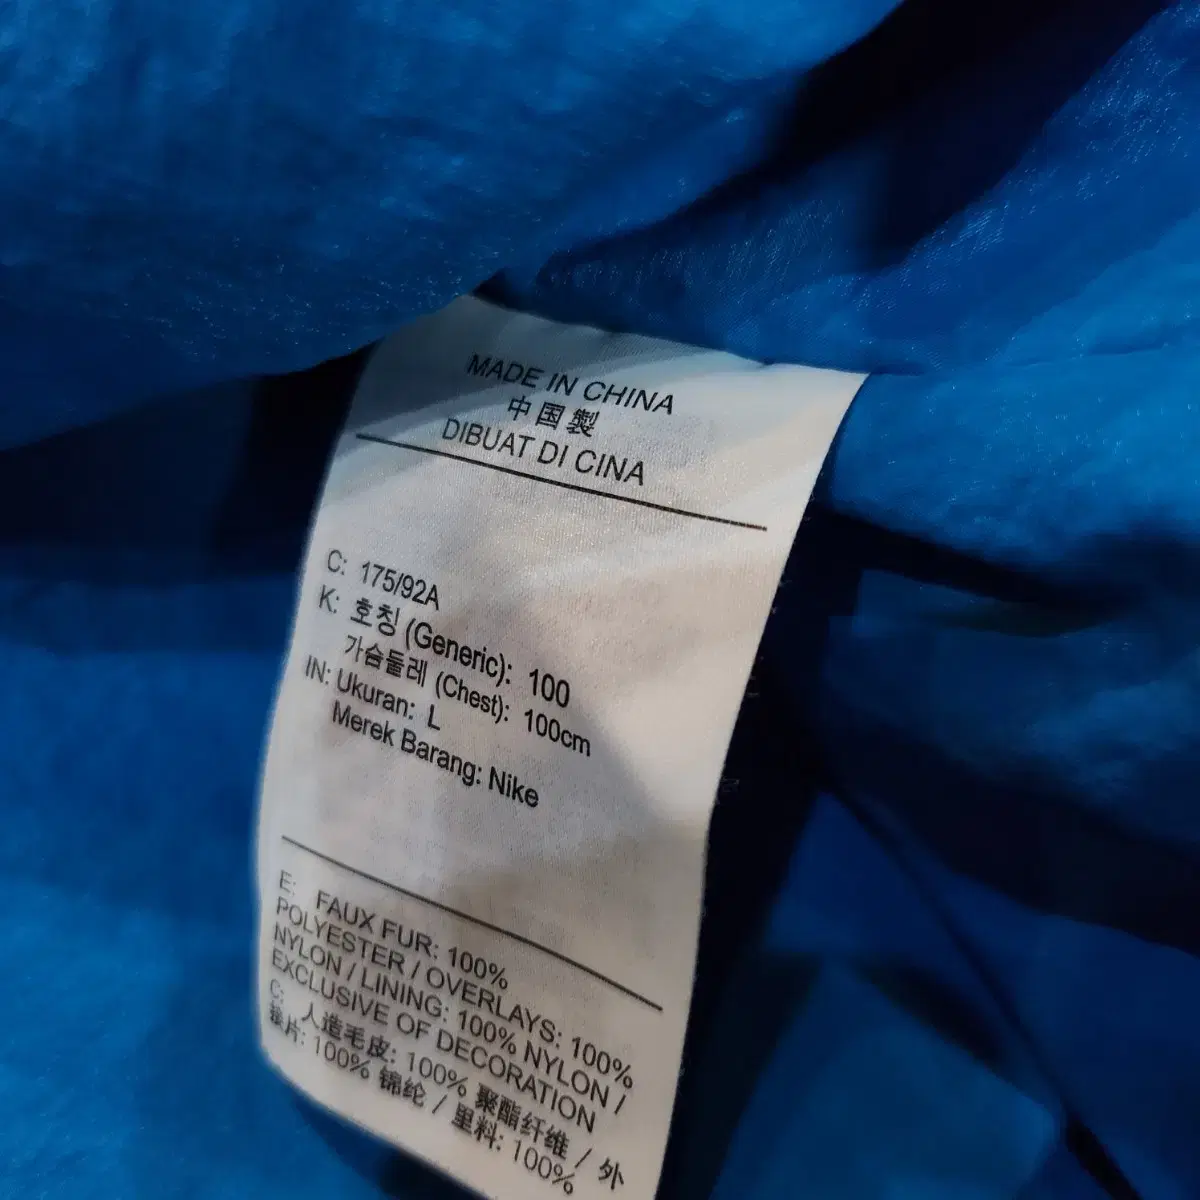 MADE IN CHINA
中国製
DIBUAT DI CINA
C: 175/92A
K: 호칭 (Generic): 100
가슴둘레 (Chest): 100cm
IN: Ukuran: L
Merek Barang: Nike
E: FAUX FUR: 100%
POLYESTER / OVERLAYS: 100%
NYLON / LINING: 100% NYLON /
EXCLUSIVE OF DECORATION
C: 人造毛皮: 100% 聚酯纤维 / 外
接片: 100% 锦纶 / 里料: 100%